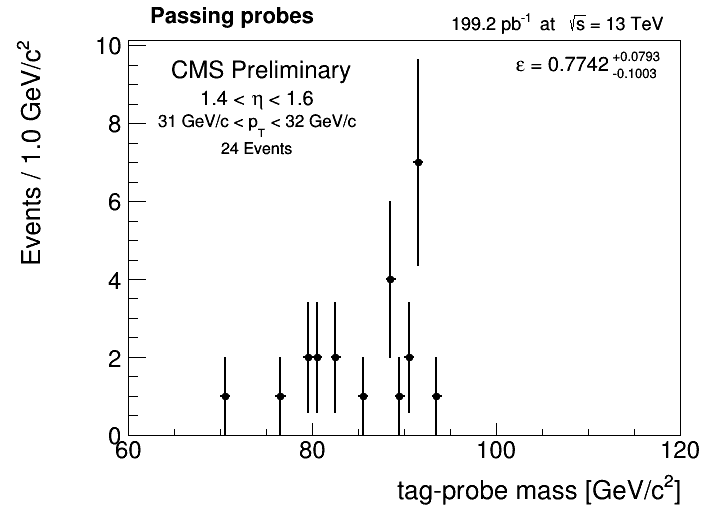 Passing probes
199.2 pb⁻¹ at √s = 13 TeV
CMS Preliminary
ε = 0.7742 +0.0793 -0.1003
1.4 < η < 1.6
31 GeV/c < p_T < 32 GeV/c
24 Events
Events / 1.0 GeV/c²
10
8
6
4
2
0
60 80 100 120
tag-probe mass [GeV/c²]